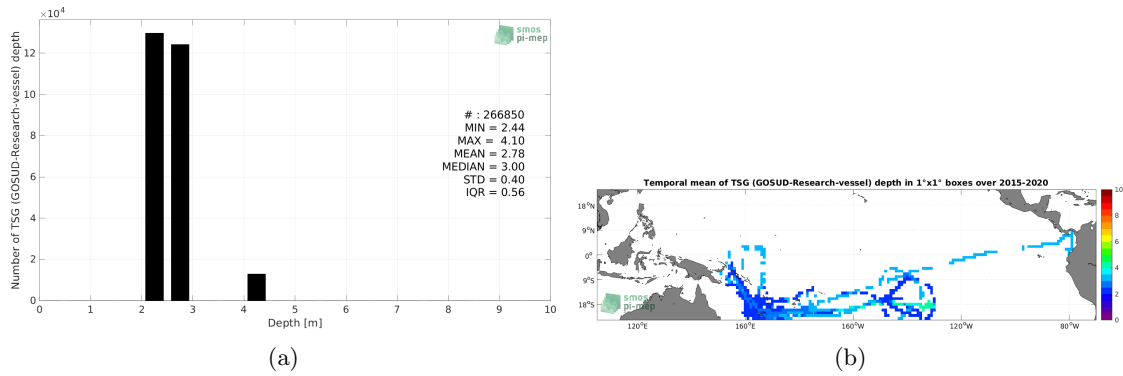 ×10⁴
smos
pi-mep
12
10
8
6
4
2
0
Number of TSG (GOSUD-Research-vessel) depth
# : 266850
MIN = 2.44
MAX = 4.10
MEAN = 2.78
MEDIAN = 3.00
STD = 0.40
IQR = 0.56
0 1 2 3 4 5 6 7 8 9 10
Depth [m]
(a)
Temporal mean of TSG (GOSUD-Research-vessel) depth in 1°x1° boxes over 2015-2020
18°N
9°N
0°
9°S
18°S
smos
pi-mep
120°E 160°E 160°W 120°W 80°W
10
8
6
4
2
0
(b)